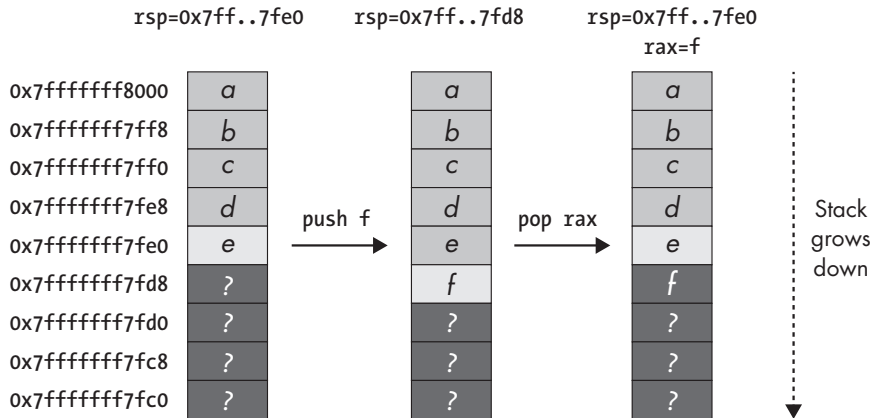 rsp=0x7ff..7fe0 rsp=0x7ff..7fd8 rsp=0x7ff..7fe0
rax=f
0x7fffffff8000 a a a
0x7fffffff7ff8 b b b
0x7fffffff7ff0 c c c
0x7fffffff7fe8 d d d
push f pop rax
0x7fffffff7fe0 e e e
0x7fffffff7fd8 ? f f
0x7fffffff7fd0 ? ? ?
0x7fffffff7fc8 ? ? ?
0x7fffffff7fc0 ? ? ?
Stack
grows
down